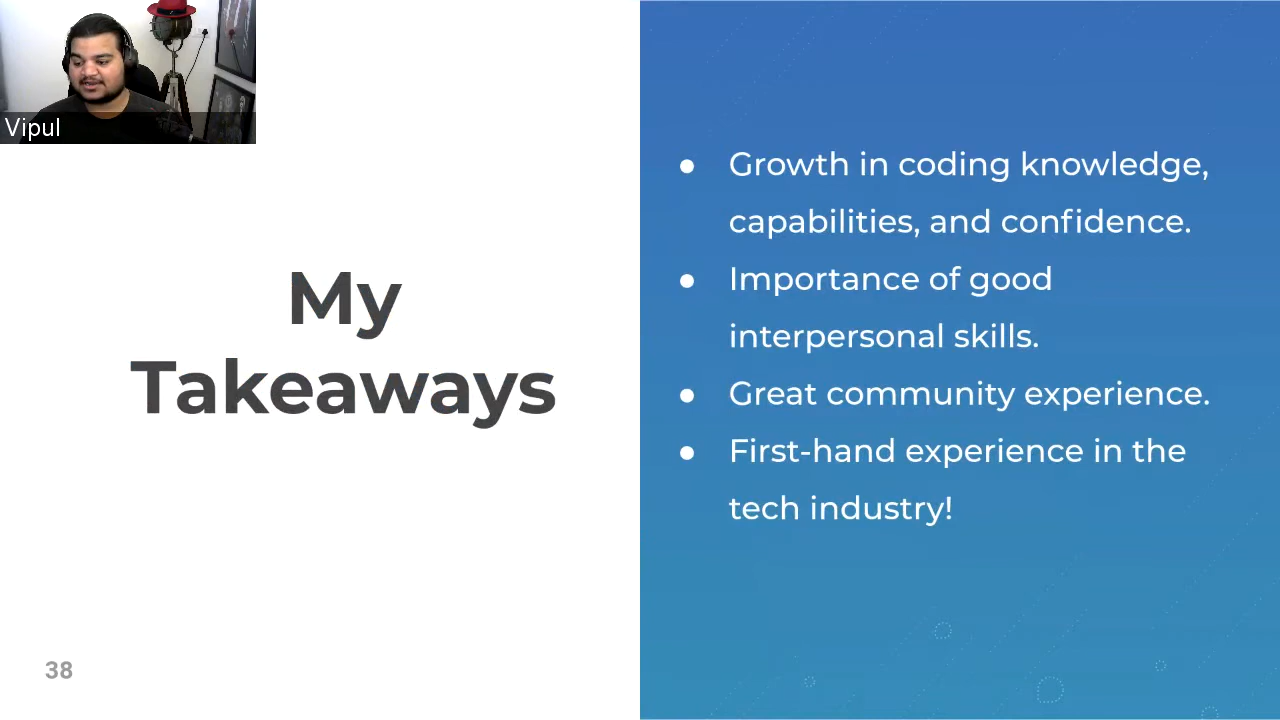 Vipul
My
Takeaways
● Growth in coding knowledge,
capabilities, and confidence.
● Importance of good
interpersonal skills.
● Great community experience.
● First-hand experience in the
tech industry!
38